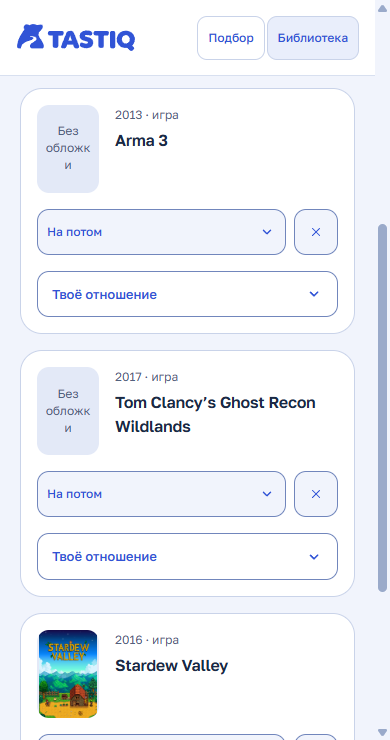 TASTIQ
Подбор
Библиотека
Без
обложк
и
2013 · игра
Arma 3
На потом
Твоё отношение
Без
обложк
и
2017 · игра
Tom Clancy’s Ghost Recon
Wildlands
На потом
Твоё отношение
STARDEW
VALLEY
2016 · игра
Stardew Valley